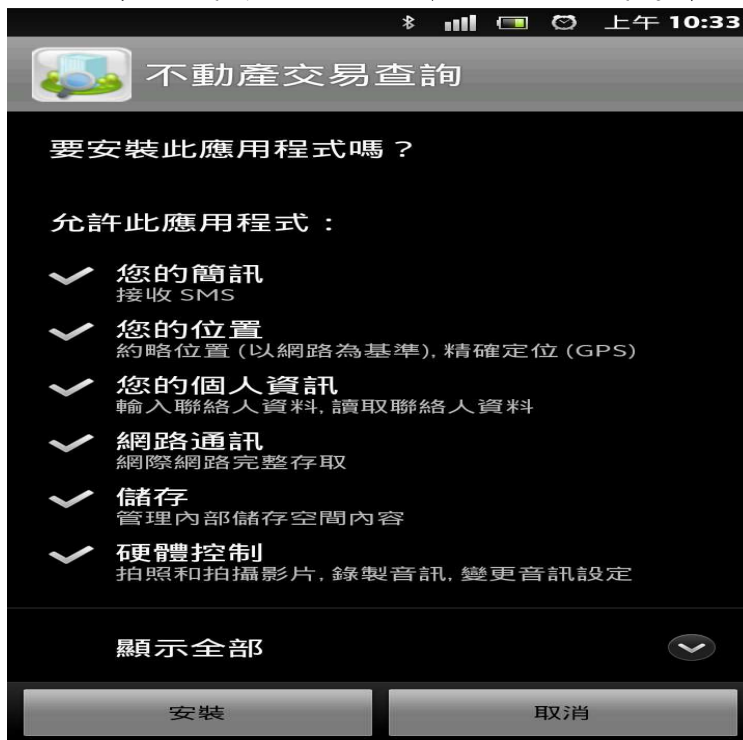 上午 10:33
不動產交易查詢
要安裝此應用程式嗎？
允許此應用程式：
您的簡訊
接收 SMS
您的位置
約略位置 (以網路為基準), 精確定位 (GPS)
您的個人資訊
輸入聯絡人資料, 讀取聯絡人資料
網路通訊
網際網路完整存取
儲存
管理內部儲存空間內容
硬體控制
拍照和拍攝影片, 錄製音訊, 變更音訊設定
顯示全部
安裝
取消